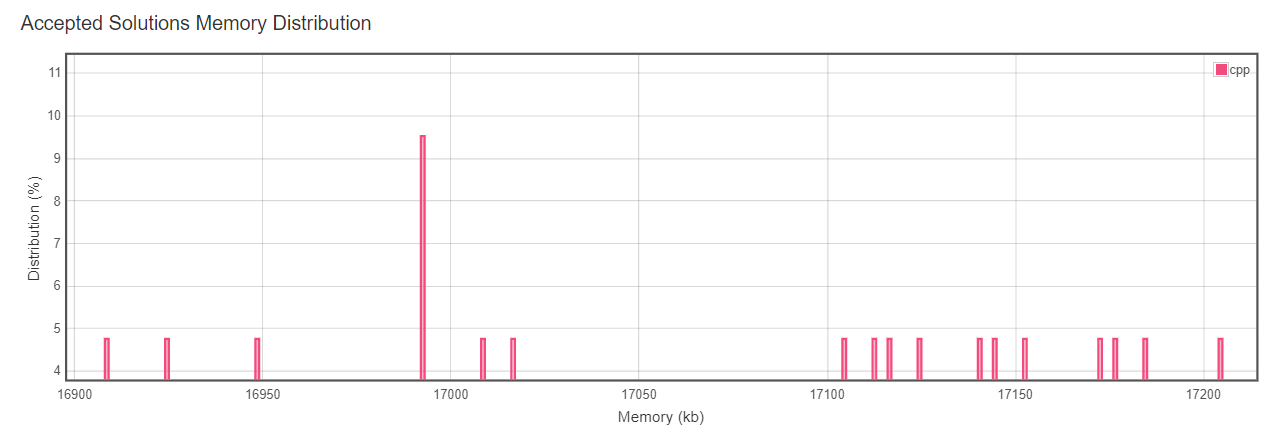 Accepted Solutions Memory Distribution
cpp
Distribution (%)
11
10
9
8
7
6
5
4
16900 16950 17000 17050 17100 17150 17200
Memory (kb)